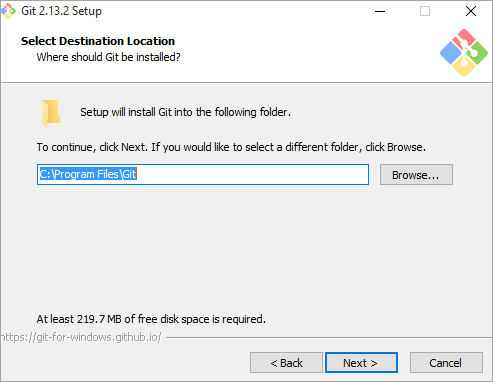 Git 2.13.2 Setup
Select Destination Location
Where should Git be installed?
Setup will install Git into the following folder.
To continue, click Next. If you would like to select a different folder, click Browse.
C:\Program Files\Git
Browse...
At least 219.7 MB of free disk space is required.
https://git-for-windows.github.io/
< Back
Next >
Cancel